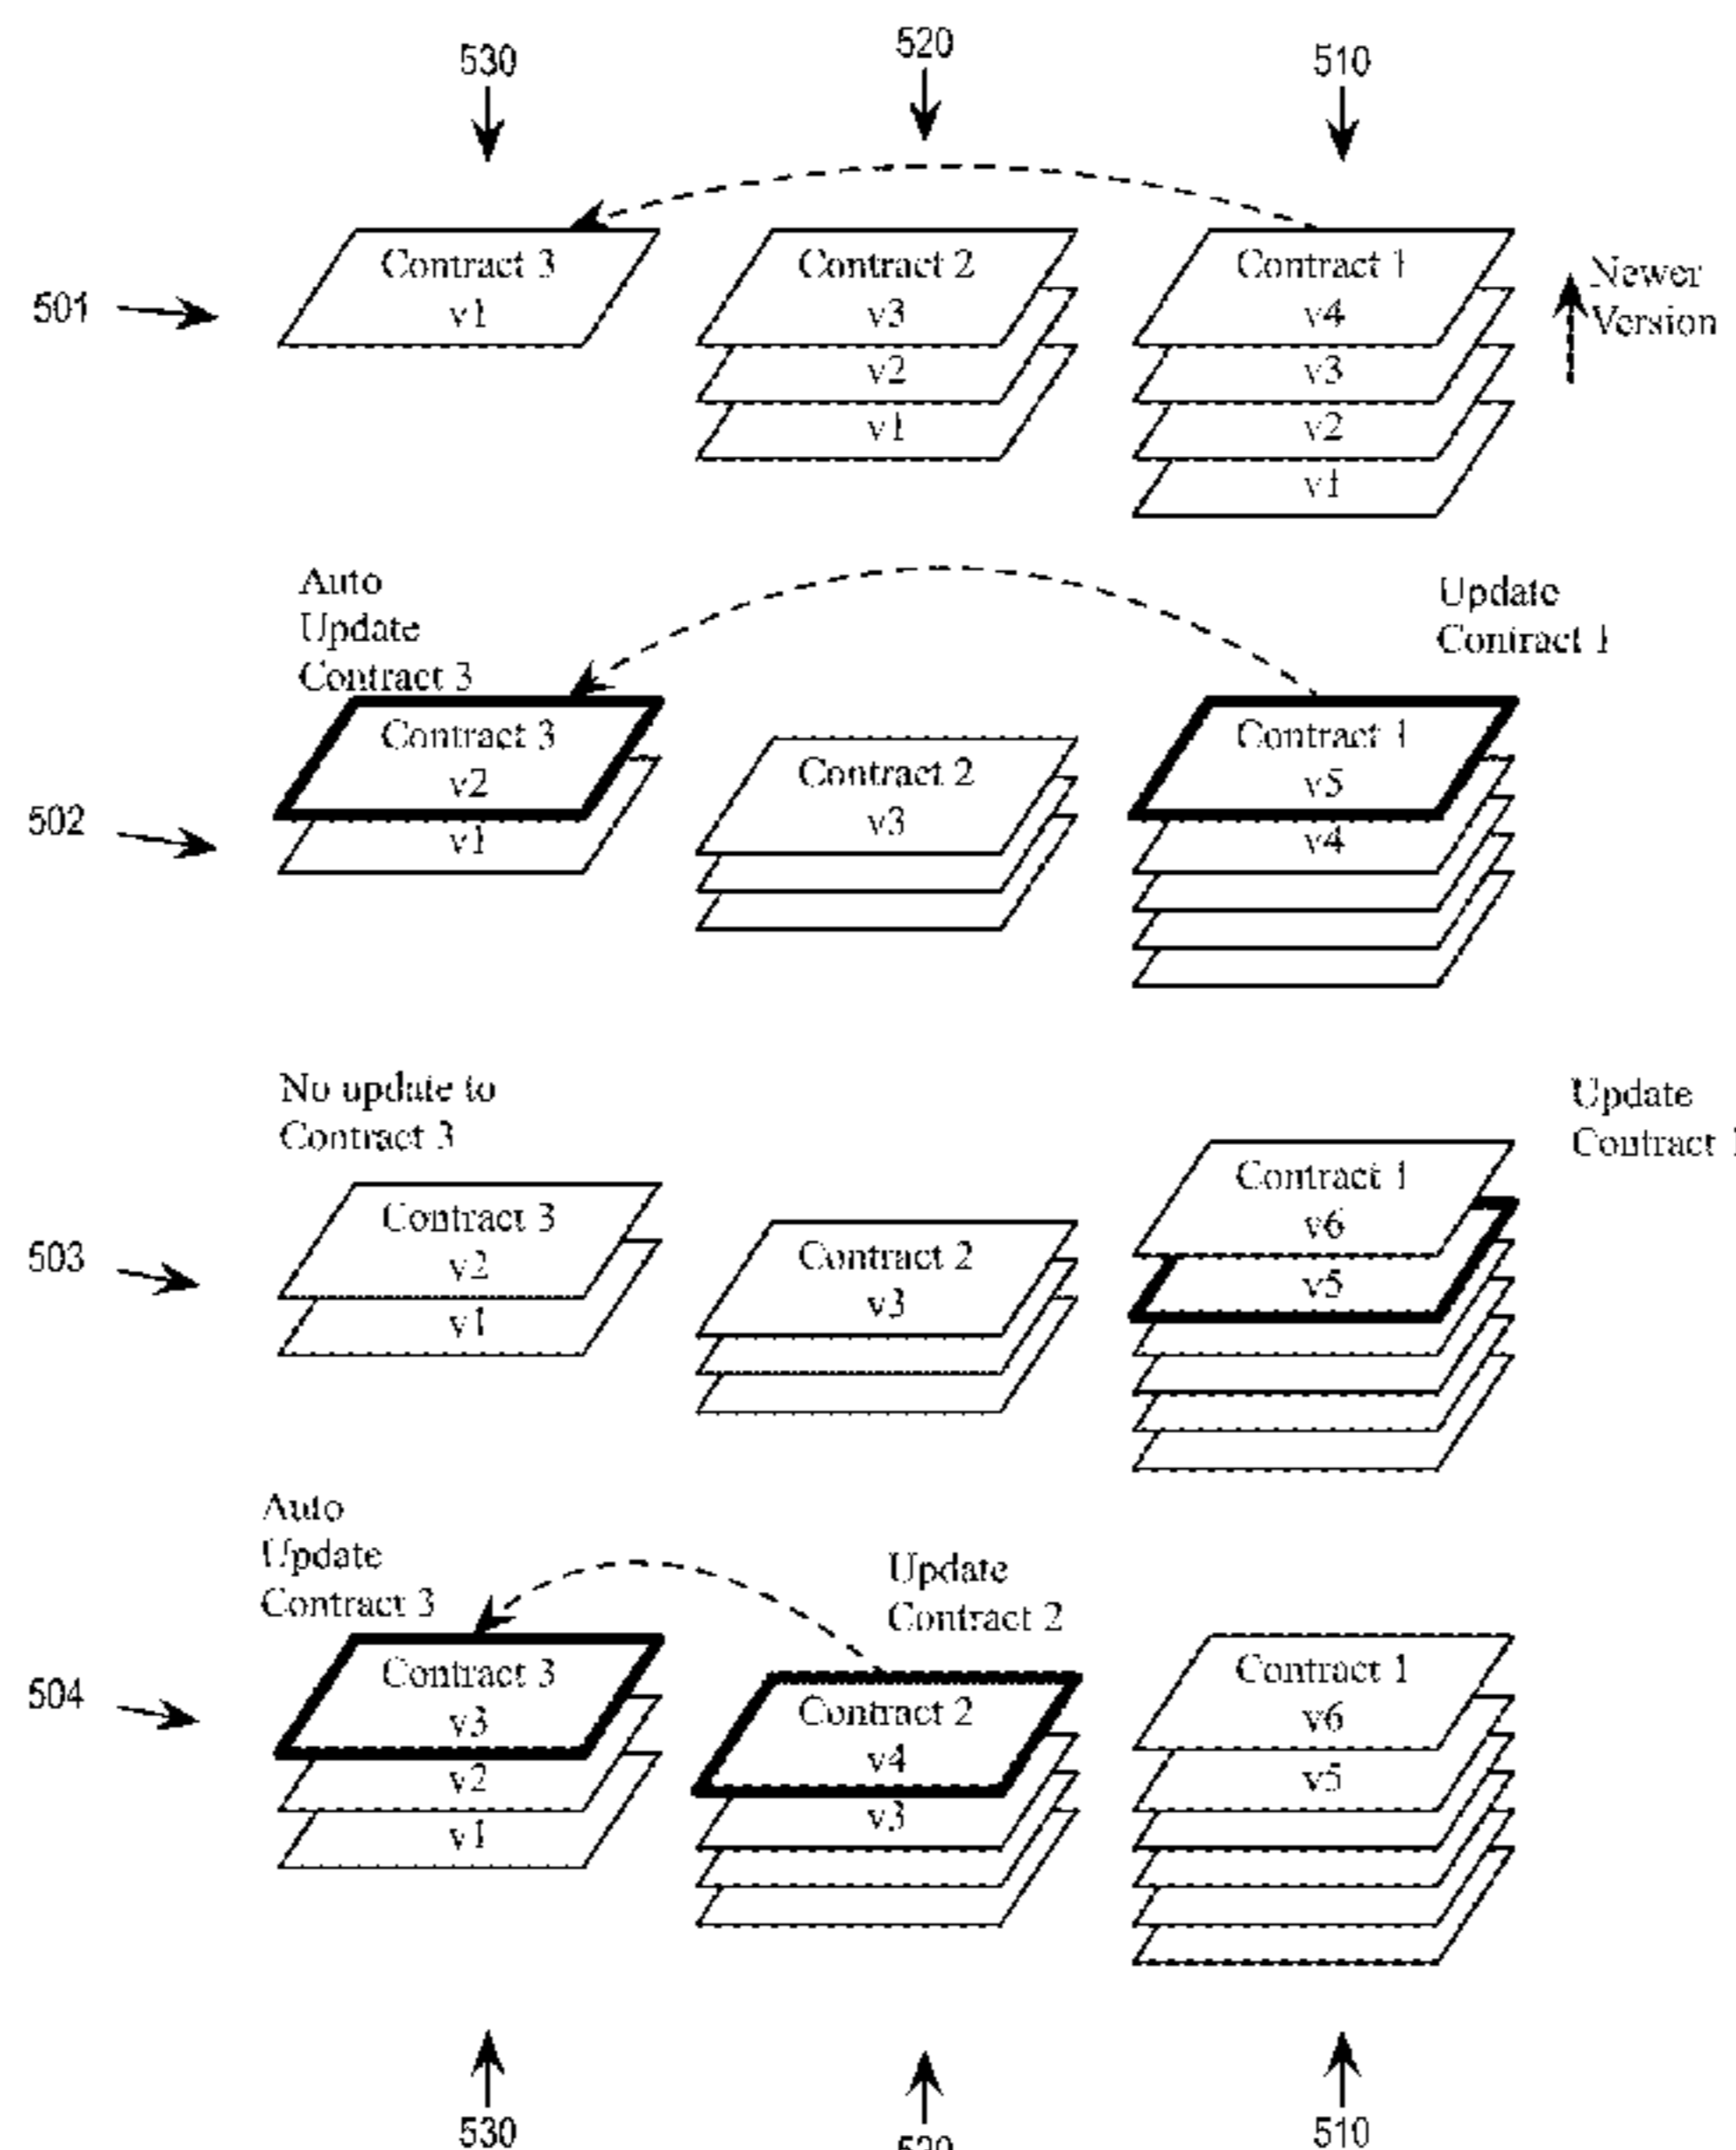 530
520
510
Contract 3
v1
Contract 2
v3
v2
v1
Contract 1
v4
v3
v2
v1
501
Newer
Version
Auto
Update
Contract 3
Update
Contract 1
Contract 3
v2
v1
Contract 2
v3
Contract 1
v5
v4
502
No update to
Contract 3
Update
Contract 1
Contract 3
v2
v1
Contract 2
v3
Contract 1
v6
v5
503
Auto
Update
Contract 3
Update
Contract 2
Contract 3
v3
v2
v1
Contract 2
v4
v3
Contract 1
v6
v5
504
530
520
510